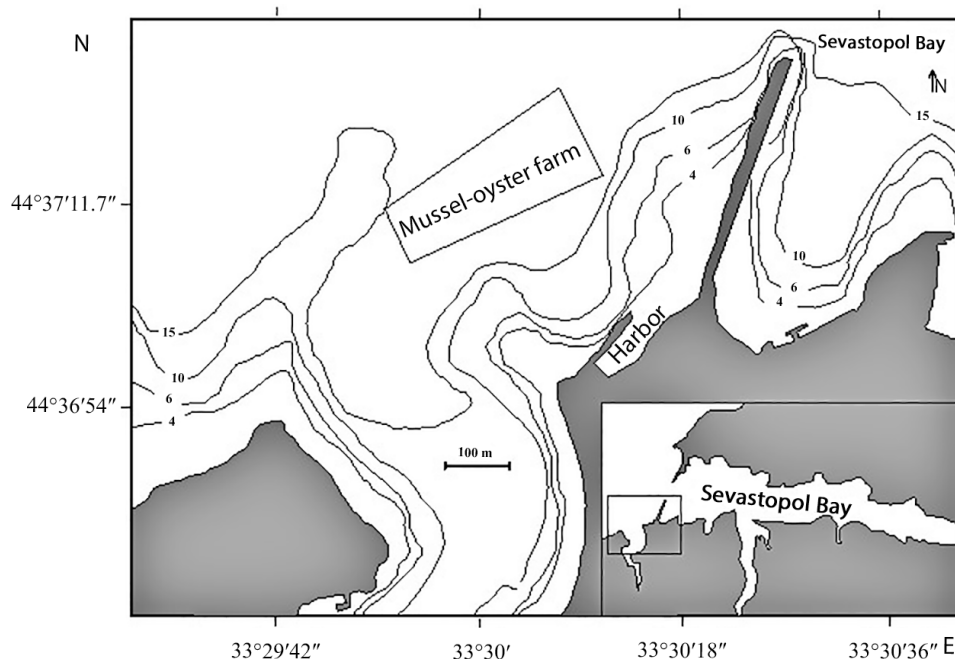 N
Sevastopol Bay
N
15
10
6
4
Mussel-oyster farm
44°37′11.7″
10
6
4
15
10
6
4
Harbor
44°36′54″
100 m
Sevastopol Bay
33°29′42″
33°30′
33°30′18″
33°30′36″
E